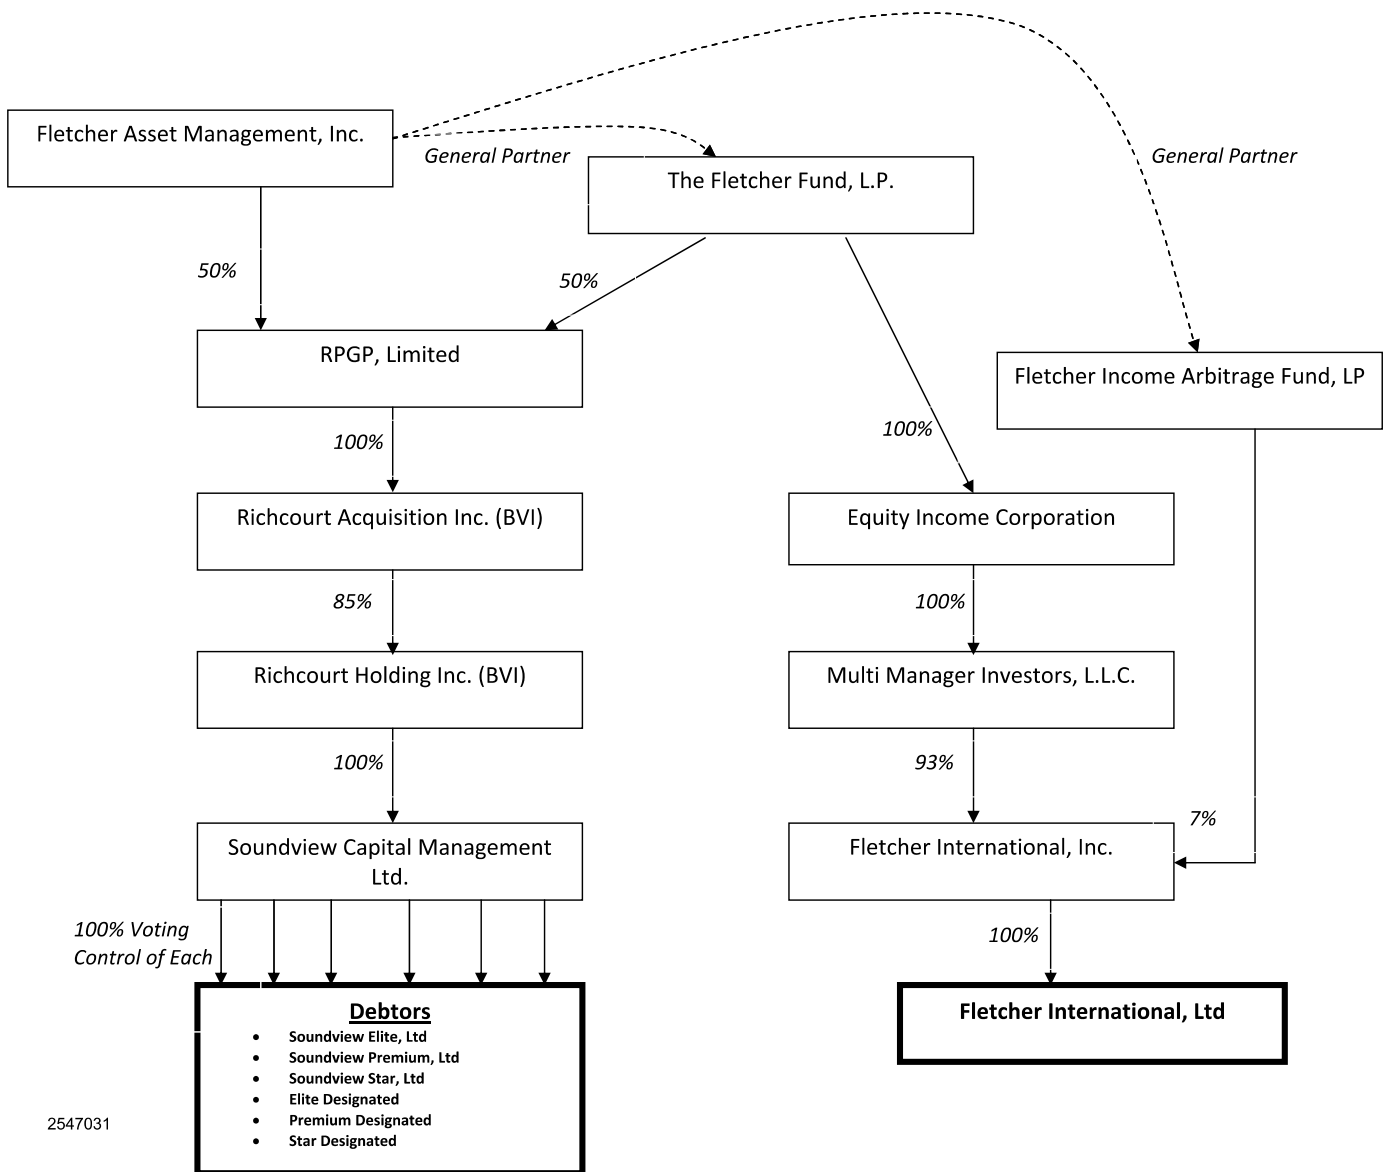 Fletcher Asset Management, Inc.
General Partner
General Partner
The Fletcher Fund, L.P.
50%
50%
RPGP, Limited
Fletcher Income Arbitrage Fund, LP
100%
100%
Richcourt Acquisition Inc. (BVI)
Equity Income Corporation
85%
100%
Richcourt Holding Inc. (BVI)
Multi Manager Investors, L.L.C.
100%
93%
7%
Soundview Capital Management
Ltd.
Fletcher International, Inc.
100% Voting
Control of Each
100%
Debtors
• Soundview Elite, Ltd
• Soundview Premium, Ltd
• Soundview Star, Ltd
• Elite Designated
• Premium Designated
• Star Designated
Fletcher International, Ltd
2547031